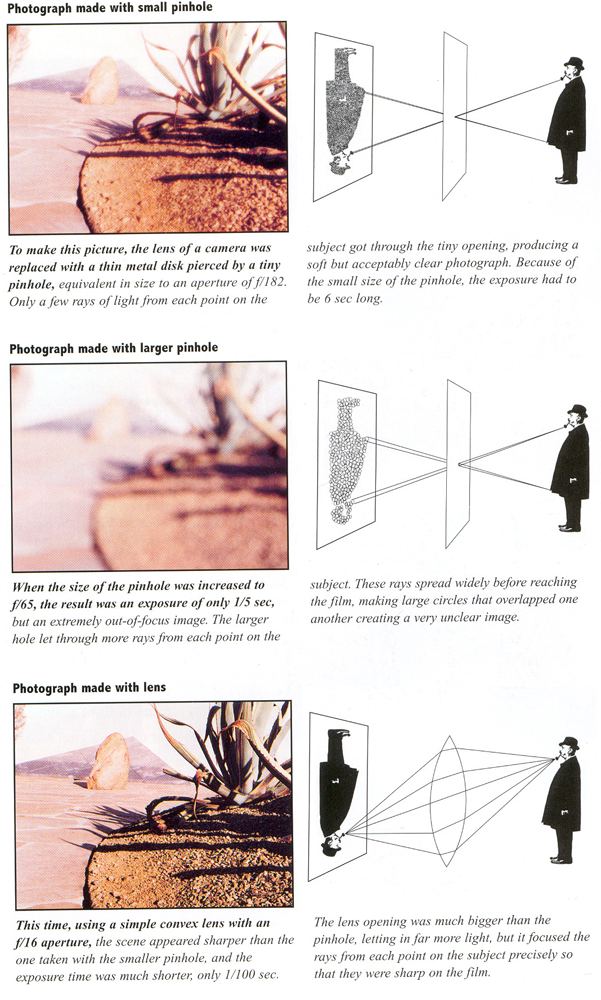 Photograph made with small pinhole
To make this picture, the lens of a camera was
replaced with a thin metal disk pierced by a tiny
pinhole, equivalent in size to an aperture of f/182.
Only a few rays of light from each point on the
subject got through the tiny opening, producing a
soft but acceptably clear photograph. Because of
the small size of the pinhole, the exposure had to
be 6 sec long.
Photograph made with larger pinhole
When the size of the pinhole was increased to
f/65, the result was an exposure of only 1/5 sec,
but an extremely out-of-focus image. The larger
hole let through more rays from each point on the
subject. These rays spread widely before reaching
the film, making large circles that overlapped one
another creating a very unclear image.
Photograph made with lens
This time, using a simple convex lens with an
f/16 aperture, the scene appeared sharper than the
one taken with the smaller pinhole, and the
exposure time was much shorter, only 1/100 sec.
The lens opening was much bigger than the
pinhole, letting in far more light, but it focused the
rays from each point on the subject precisely so
that they were sharp on the film.